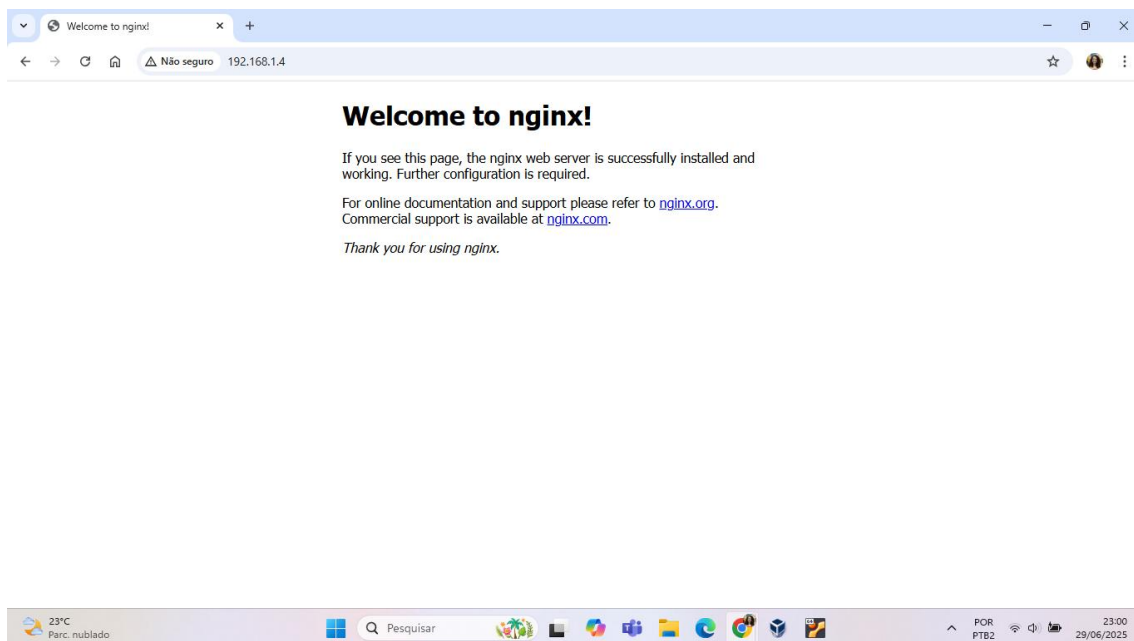 Welcome to nginx!
Não seguro 192.168.1.4
Welcome to nginx!
If you see this page, the nginx web server is successfully installed and
working. Further configuration is required.
For online documentation and support please refer to nginx.org.
Commercial support is available at nginx.com.
Thank you for using nginx.
23°C
Parc. nublado
Pesquisar
POR
PTB2
23:00
29/06/2025